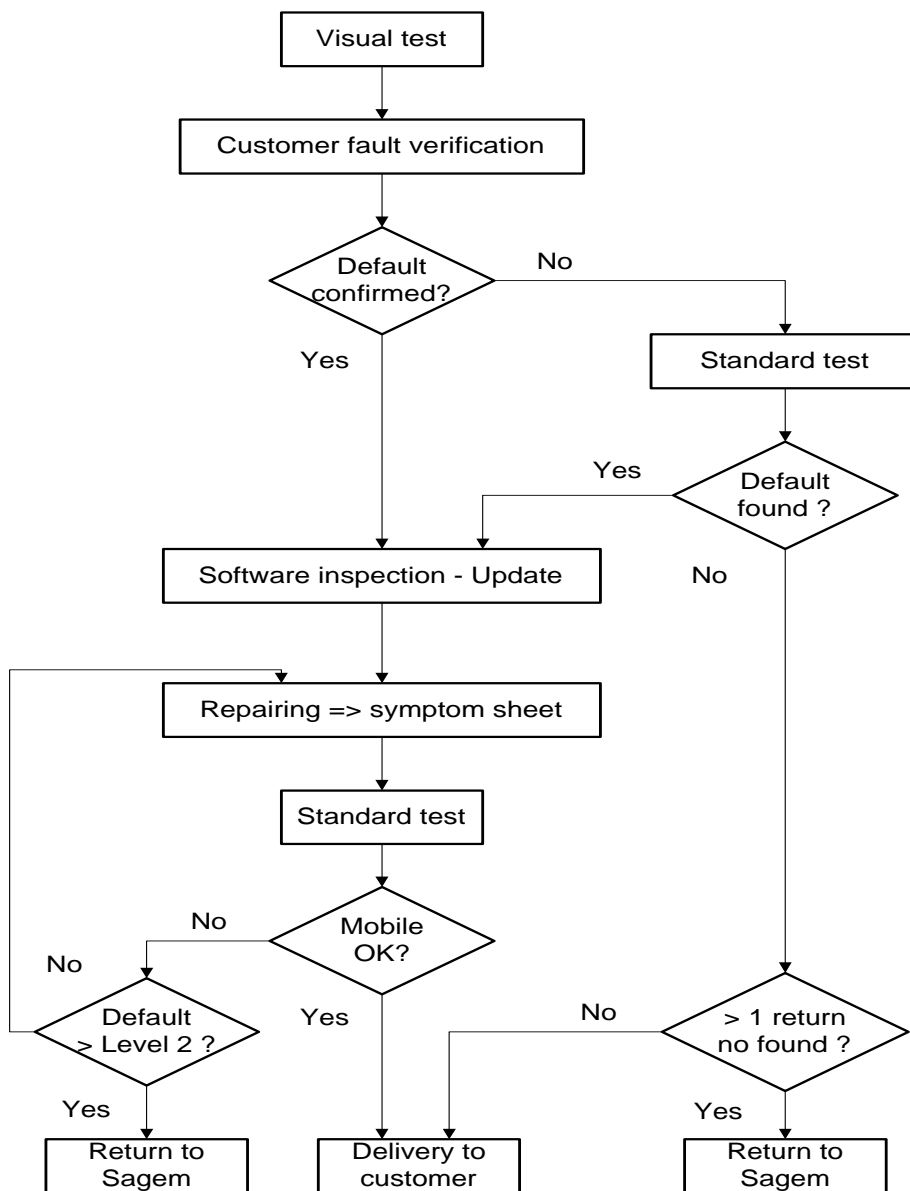 Visual test
Customer fault verification
Default
confirmed?
No
Yes
Standard test
Yes
Default
found ?
No
Software inspection - Update
Repairing => symptom sheet
Standard test
No
Mobile
OK?
No
Yes
Default
> Level 2 ?
No
> 1 return
no found ?
Yes
Yes
Return to
Sagem
Delivery to
customer
Return to
Sagem